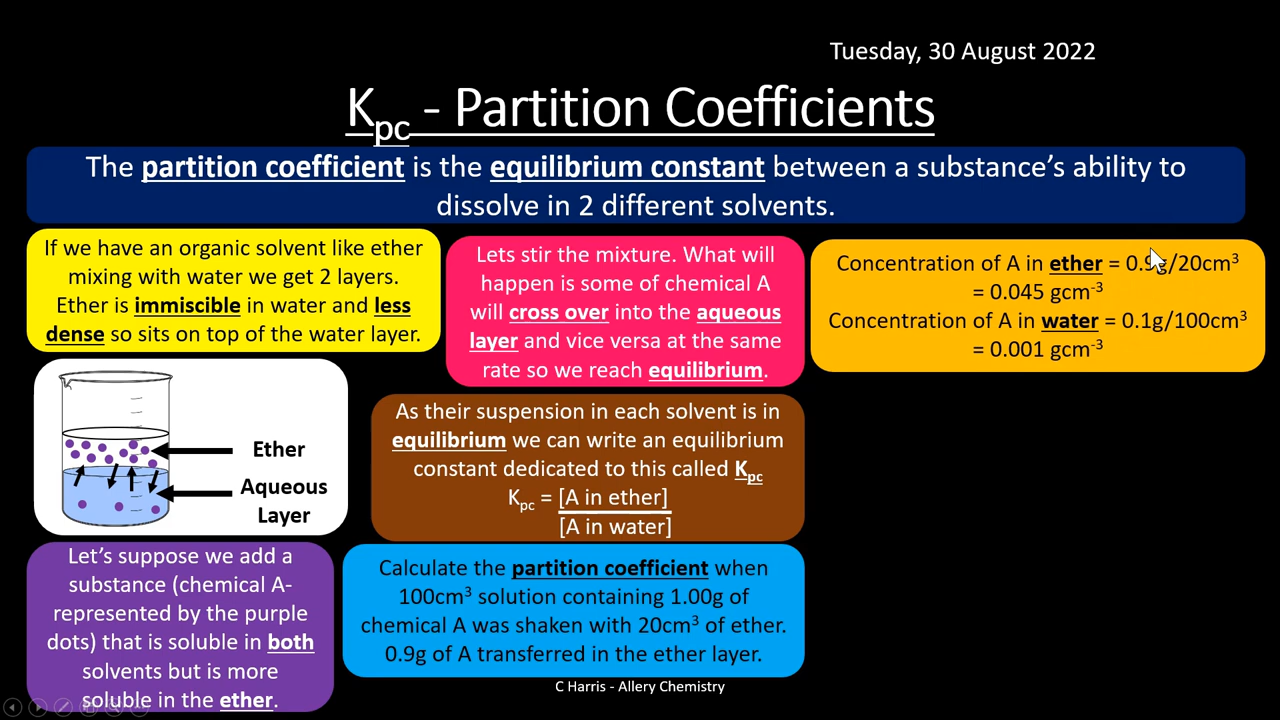 Tuesday, 30 August 2022
Kpc - Partition Coefficients
The partition coefficient is the equilibrium constant between a substance’s ability to
dissolve in 2 different solvents.
If we have an organic solvent like ether
mixing with water we get 2 layers.
Ether is immiscible in water and less
dense so sits on top of the water layer.
Ether
Aqueous
Layer
Let’s suppose we add a
substance (chemical A-
represented by the purple
dots) that is soluble in both
solvents but is more
soluble in the ether.
Lets stir the mixture. What will
happen is some of chemical A
will cross over into the aqueous
layer and vice versa at the same
rate so we reach equilibrium.
As their suspension in each solvent is in
equilibrium we can write an equilibrium
constant dedicated to this called Kpc
Kpc = [A in ether]
[A in water]
Calculate the partition coefficient when
100cm³ solution containing 1.00g of
chemical A was shaken with 20cm³ of ether.
0.9g of A transferred in the ether layer.
Concentration of A in ether = 0.9g/20cm³
= 0.045 gcm⁻³
Concentration of A in water = 0.1g/100cm³
= 0.001 gcm⁻³
C Harris - Allery Chemistry